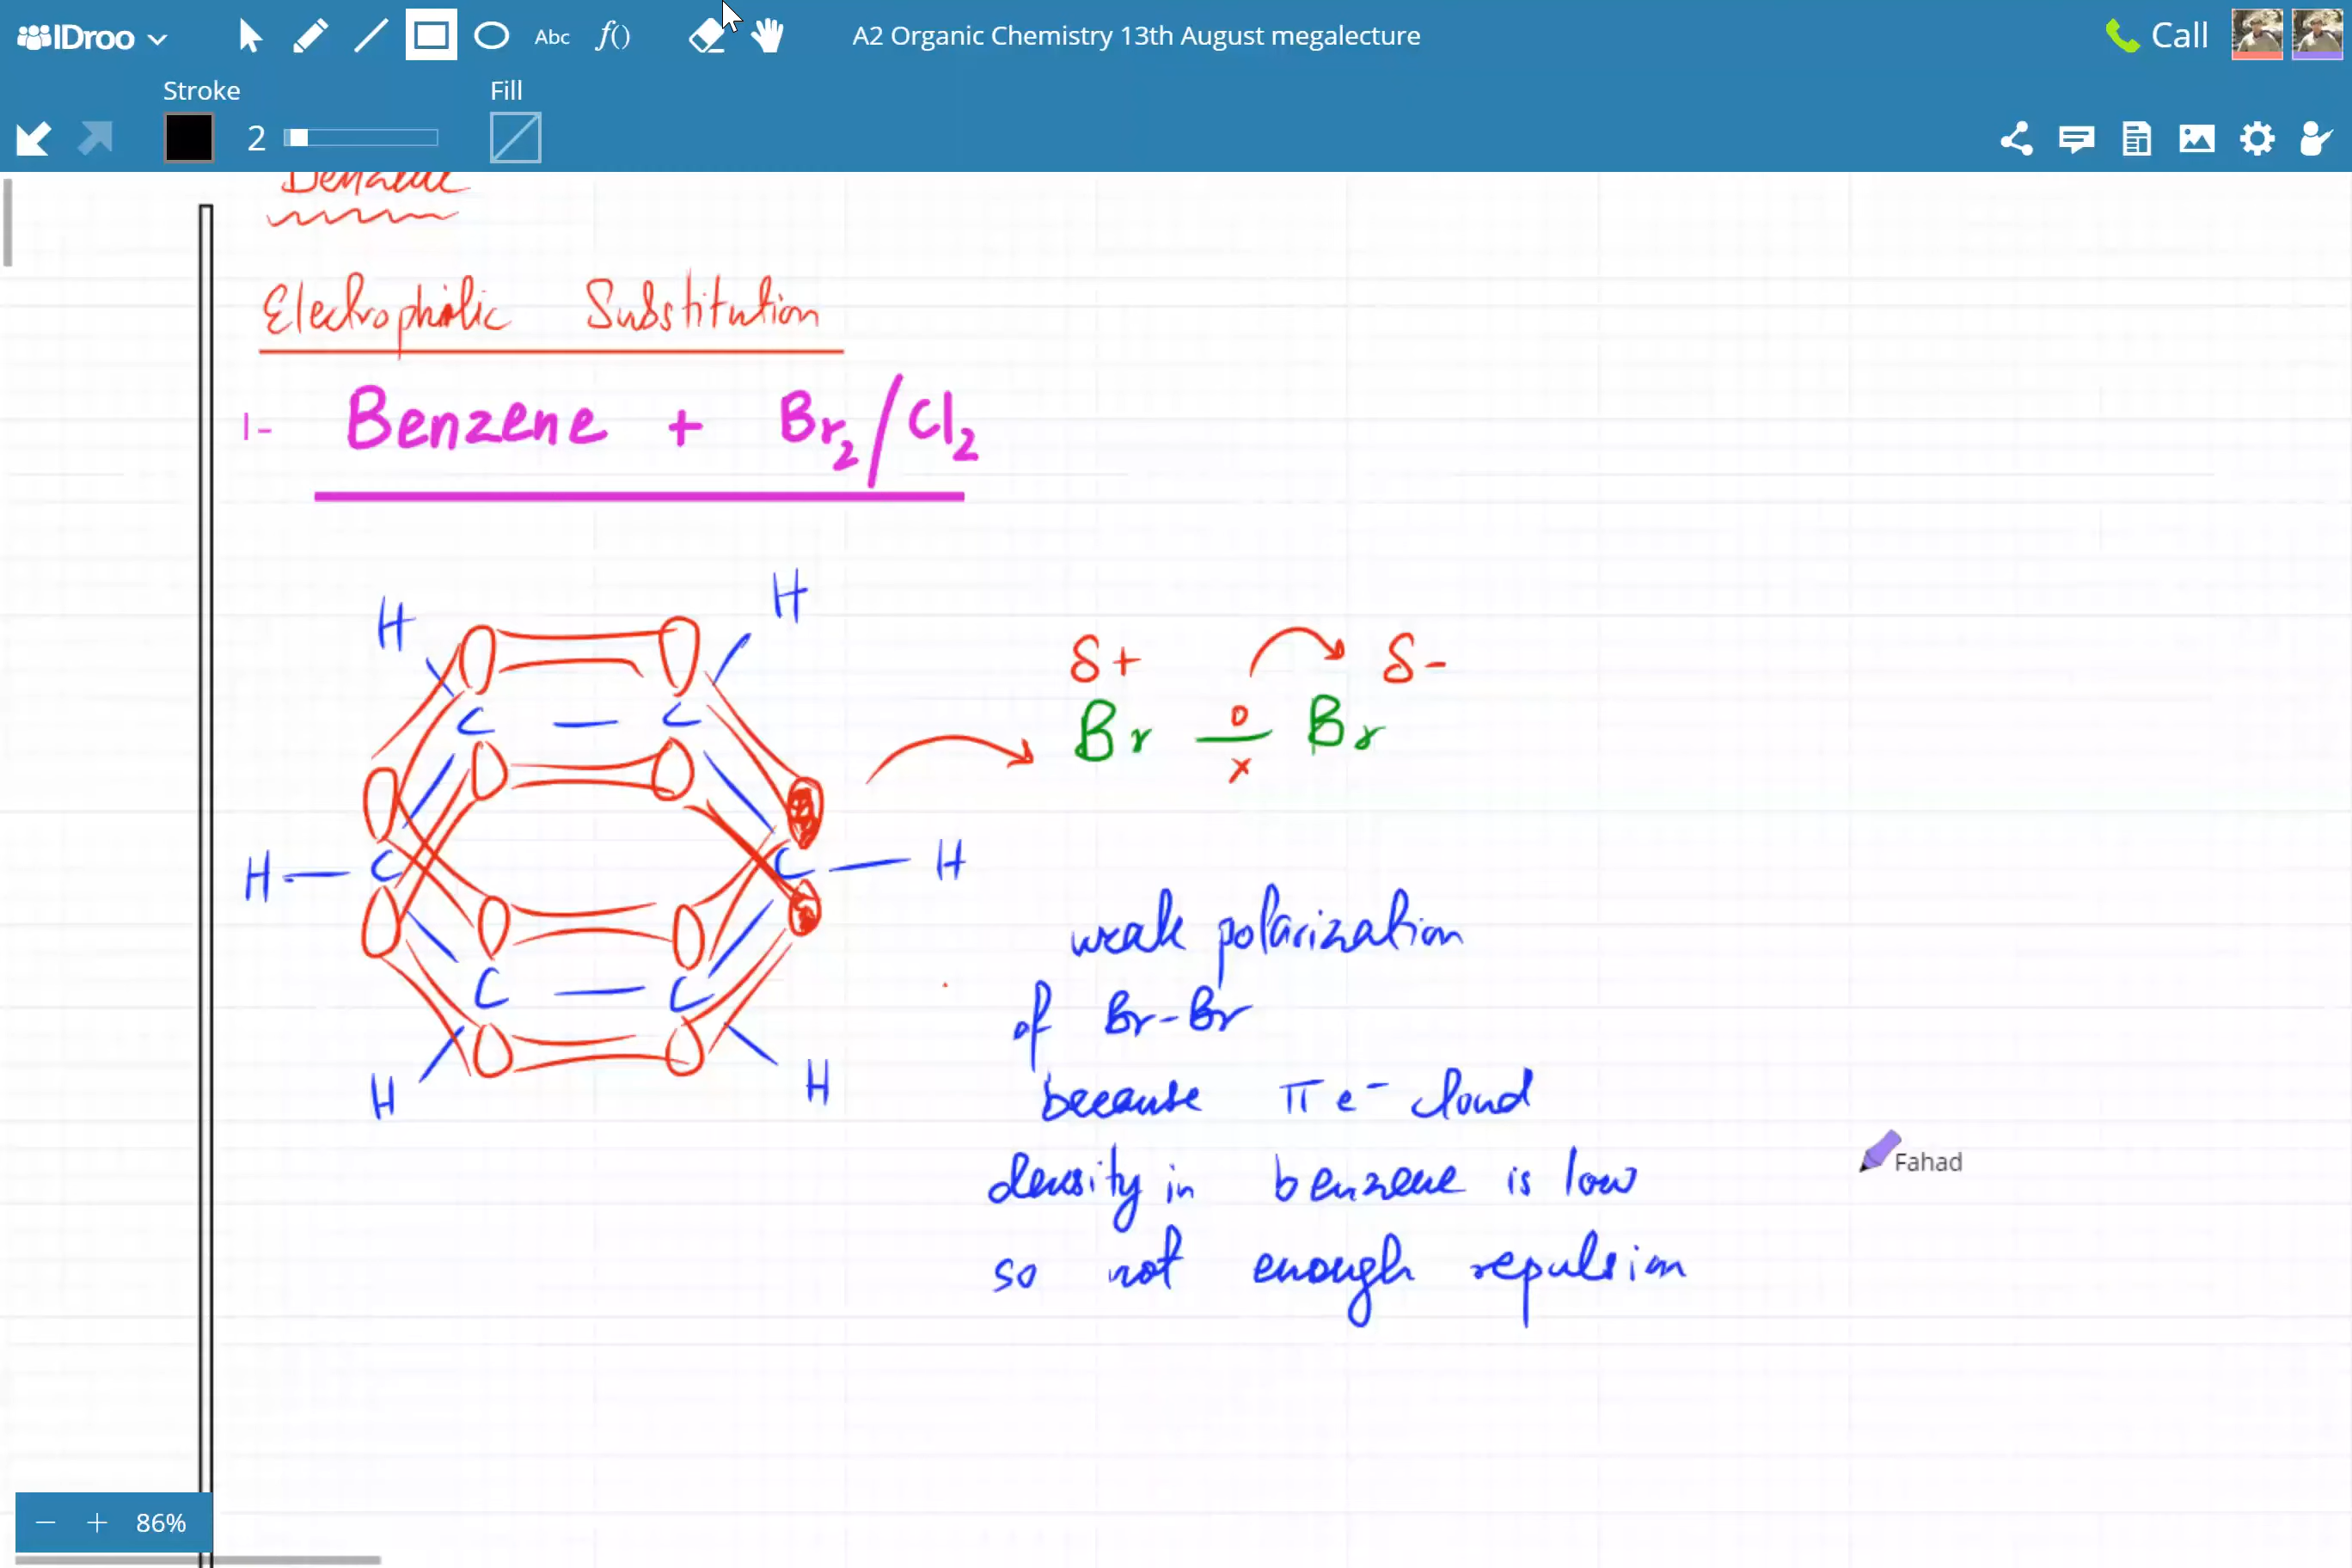 IDroo
Abc
f()
A2 Organic Chemistry 13th August megalecture
Call
Stroke
Fill
2
Electrophilic Substitution
1- Benzene + Br2/Cl2
H
H
δ+ δ-
C — C
Br — Br
o
x
H — C
C — H
C — C
H
H
weak polarization
of Br-Br
because π e- cloud
density in benzene is low
so not enough repulsion
Fahad
− + 86%